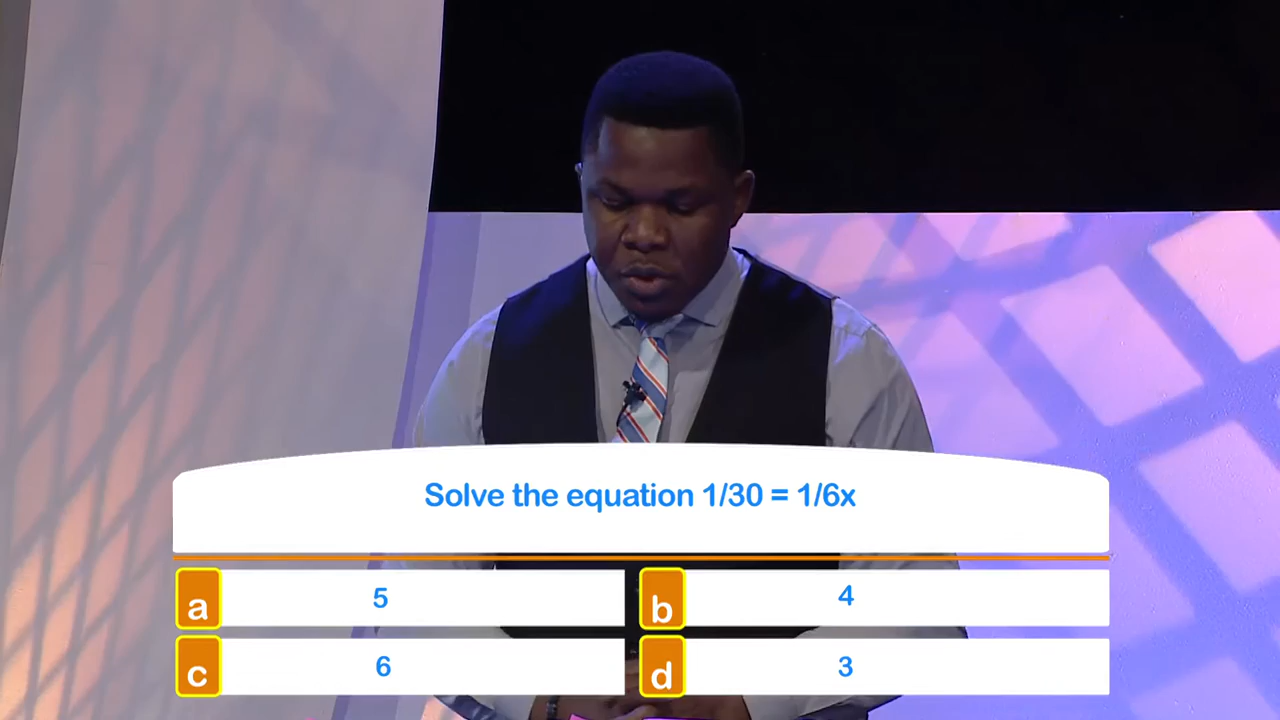 Solve the equation 1/30 = 1/6x
a 5
b 4
c 6
d 3